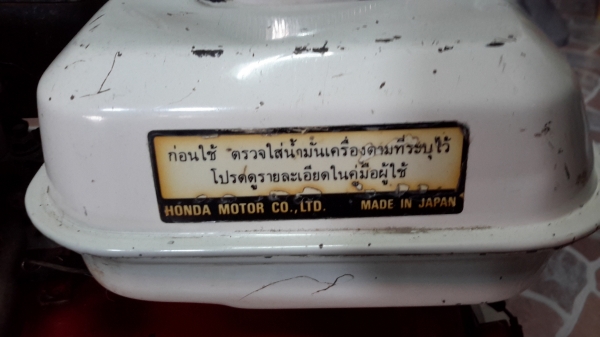 ก่อนใช้ ตรวจใส่น้ำมันเครื่องตามที่ระบุไว้
โปรดดูรายละเอียดในคู่มือผู้ใช้
HONDA MOTOR CO.,LTD. MADE IN JAPAN